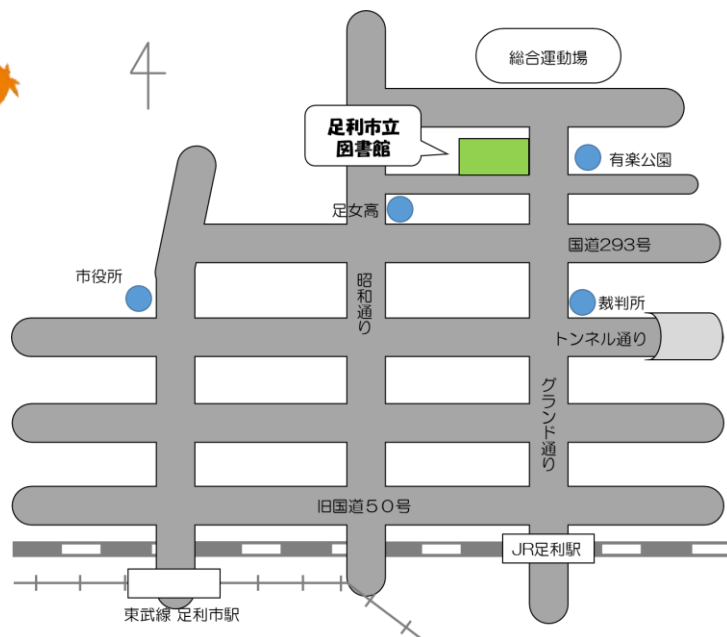 総合運動場
足利市立
図書館
有楽公園
足女高
国道293号
市役所
昭和通り
裁判所
トンネル通り
グランド通り
旧国道50号
JR足利駅
東武線 足利市駅